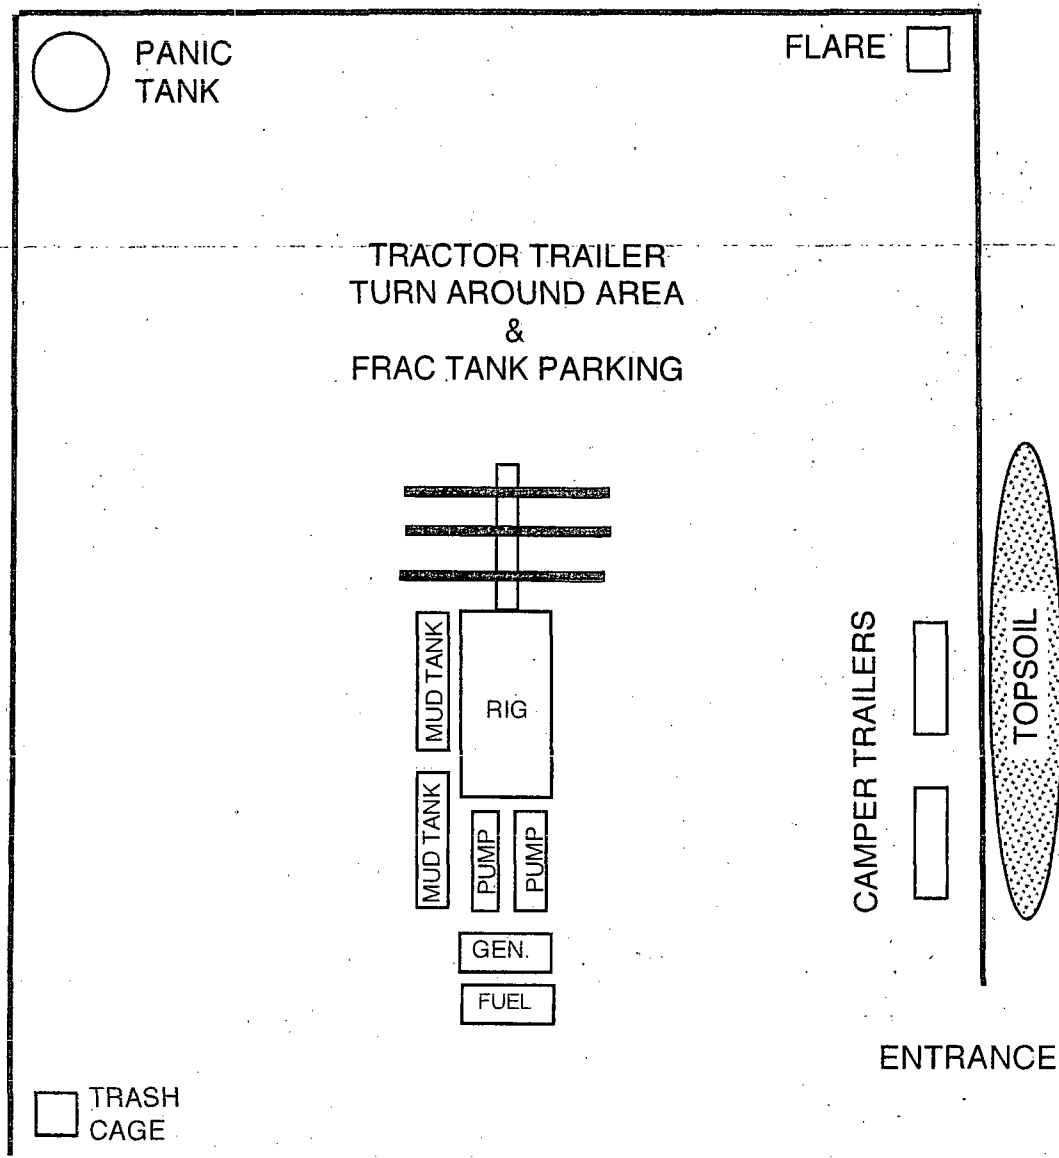 PANIC
TANK
FLARE
TRACTOR TRAILER
TURN AROUND AREA
&
FRAC TANK PARKING
MUD TANK
RIG
MUD TANK
PUMP
PUMP
GEN.
FUEL
CAMPER TRAILERS
TOPSOIL
ENTRANCE
TRASH
CAGE